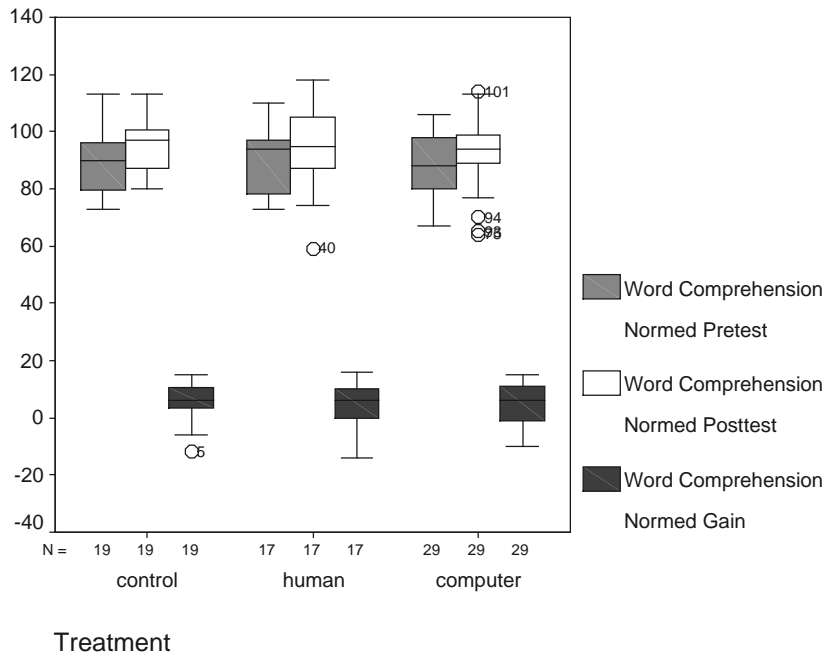 140
120
100
80
60
40
20
0
-20
-40
101
94
40
5
N = 19 19 19 17 17 17 29 29 29
control human computer
Treatment
Word Comprehension
Normed Pretest
Word Comprehension
Normed Posttest
Word Comprehension
Normed Gain